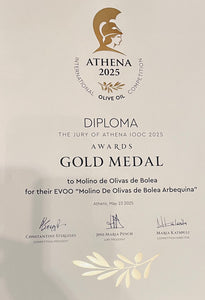 ATHENA
2025
INTERNATIONAL OLIVE OIL COMPETITION
DIPLOMA
THE JURY OF ATHENA IOOC 2025
AWARDS
GOLD MEDAL
to Molino de Olivas de Bolea
for their EVOO "Molino De Olivas de Bolea Arbequina"
Athens, May 23 2025